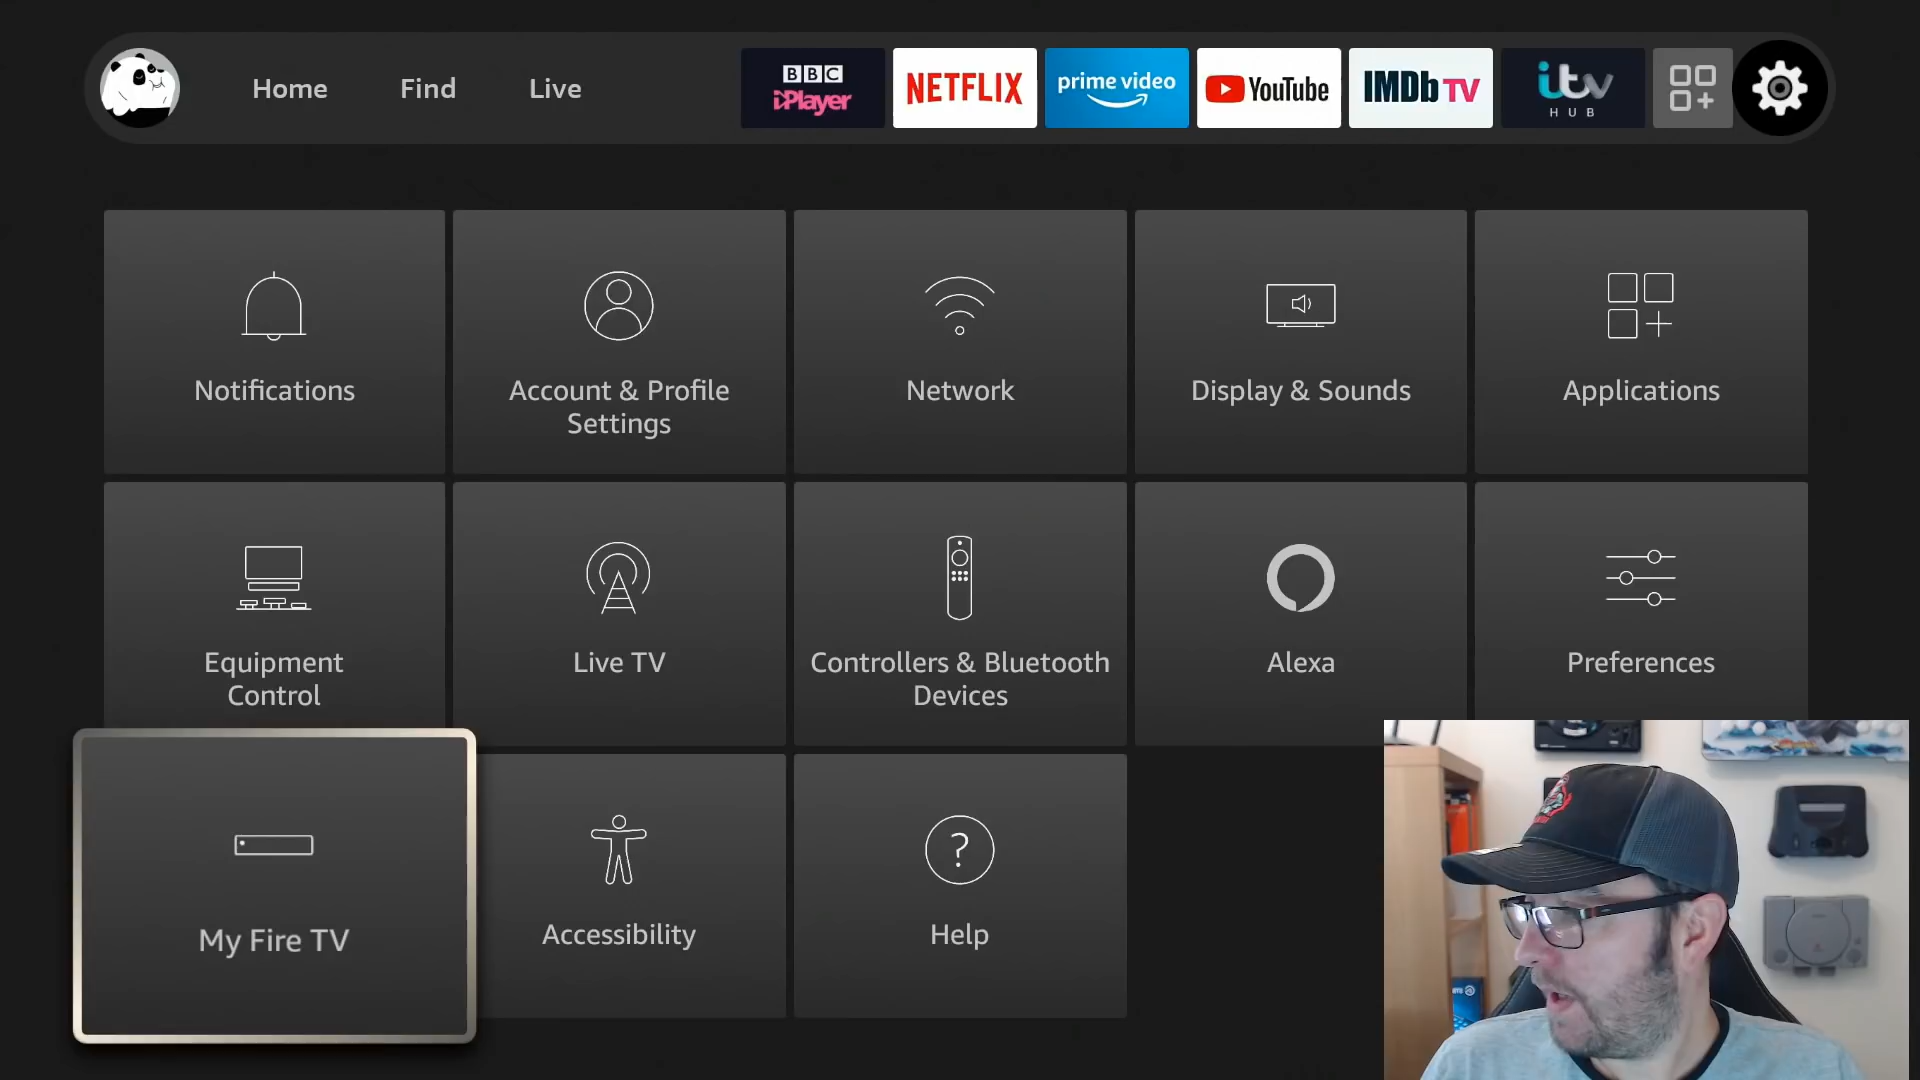 Home
Find
Live
BBC
iPlayer
NETFLIX
prime video
YouTube
IMDb TV
itv
HUB
Notifications
Account & Profile
Settings
Network
Display & Sounds
Applications
Equipment
Control
Live TV
Controllers & Bluetooth
Devices
Alexa
Preferences
My Fire TV
Accessibility
?
Help